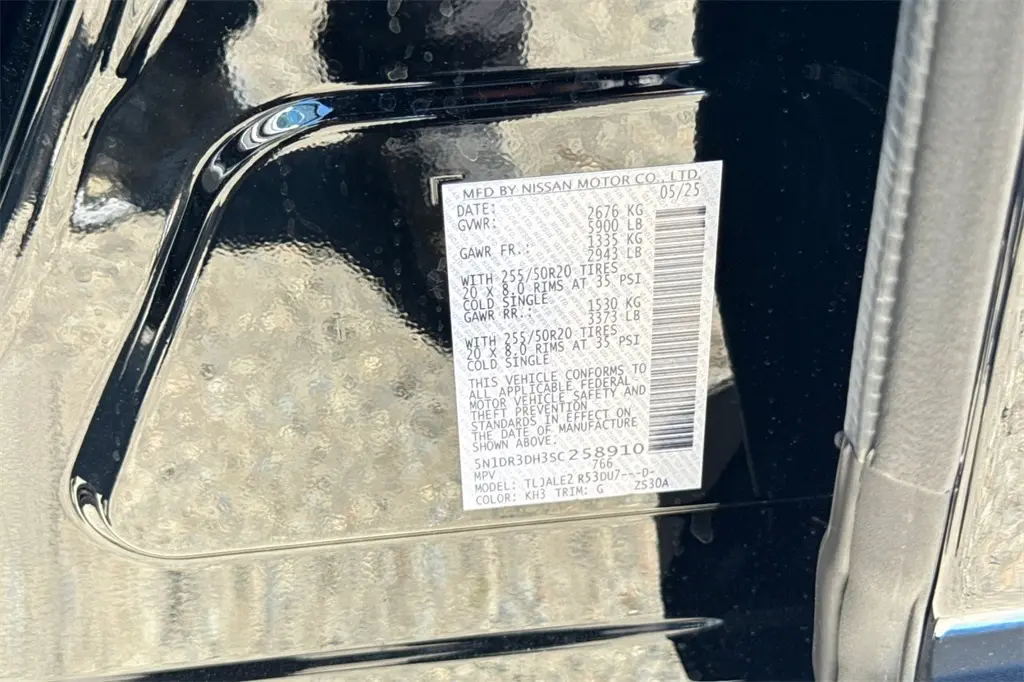 MFD BY NISSAN MOTOR CO., LTD.
DATE: 05/25
GVWR: 2676 KG
5900 LB
GAWR FR.: 1335 KG
2943 LB
WITH 255/50R20 TIRES
20 X 8.0 RIMS AT 35 PSI
COLD SINGLE
GAWR RR.: 1530 KG
3373 LB
WITH 255/50R20 TIRES
20 X 8.0 RIMS AT 35 PSI
COLD SINGLE
THIS VEHICLE CONFORMS TO
ALL APPLICABLE FEDERAL
MOTOR VEHICLE SAFETY AND
THEFT PREVENTION
STANDARDS IN EFFECT ON
THE DATE OF MANUFACTURE
SHOWN ABOVE.
5N1DR3DH3SC258910
MPV 766
MODEL: TLJALE2 R53DU7---D-
COLOR: KH3 TRIM: G ZS30A